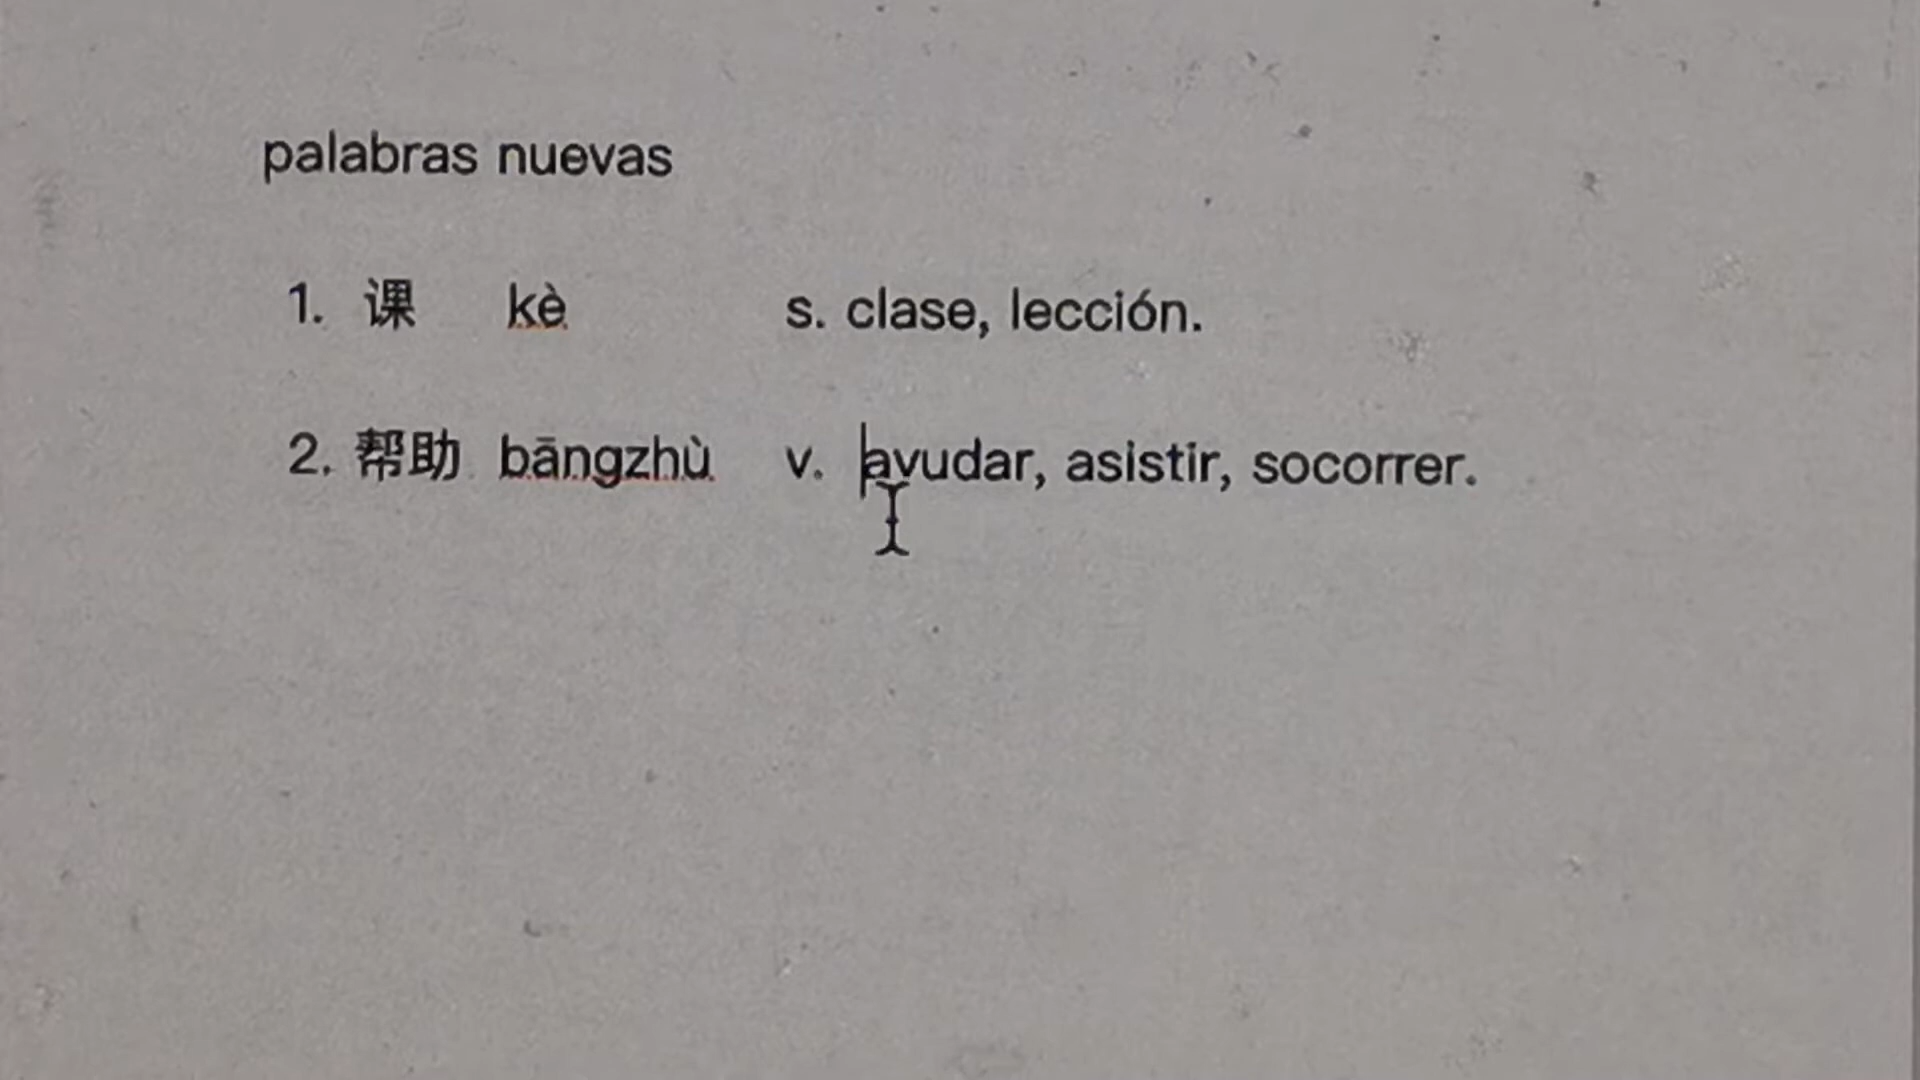 palabras nuevas
1. 课 kè s. clase, lección.
2. 帮助 bāngzhù v. ayudar, asistir, socorrer.